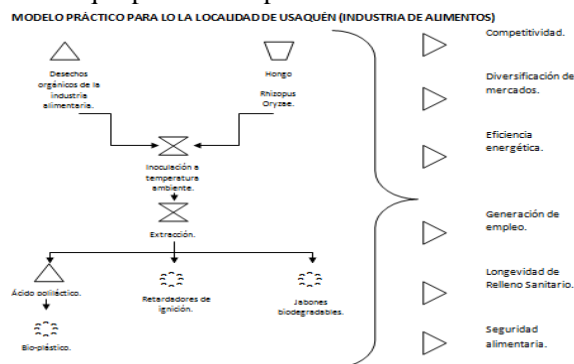 MODELO PRÁCTICO PARA LO LA LOCALIDAD DE USAQUÉN (INDUSTRIA DE ALIMENTOS)
Desechos
orgánicos de la
industria
alimentaria.
Hongo
Rhizopus
Oryzae.
Inoculación a
temperatura
ambiente.
Extracción.
Ácido poliláctico.
Retardadores de
ignición.
Jabones
biodegradables.
Bio-plástico.
Competitividad.
Diversificación de
mercados.
Eficiencia
energética.
Generación de
empleo.
Longevidad de
Relleno Sanitario.
Seguridad
alimentaria.